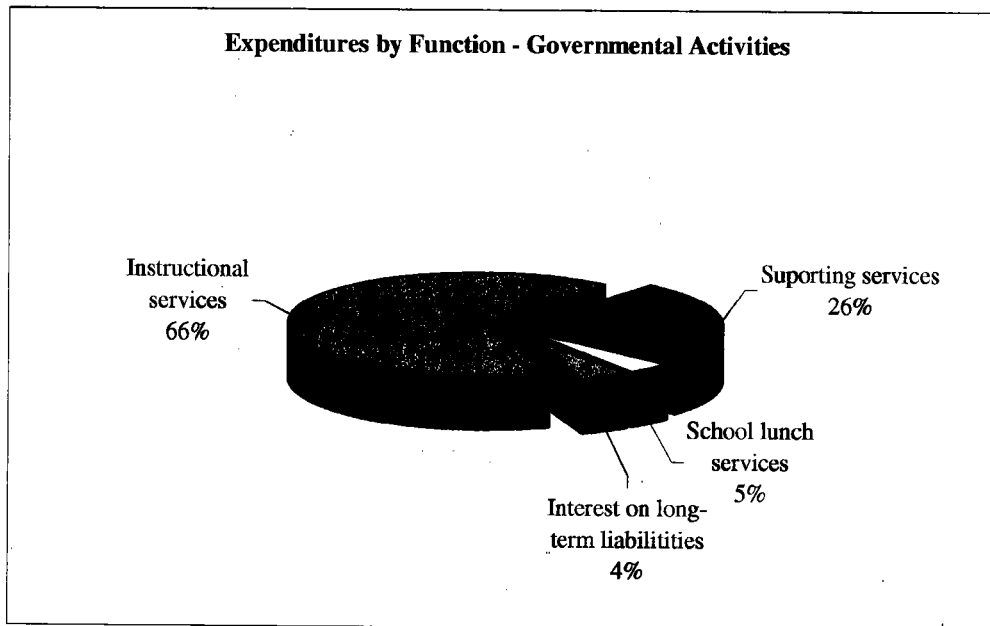 Expenditures by Function - Governmental Activities
Instructional
services
66%
Suporting services
26%
School lunch
services
5%
Interest on long-
term liabilitities
4%